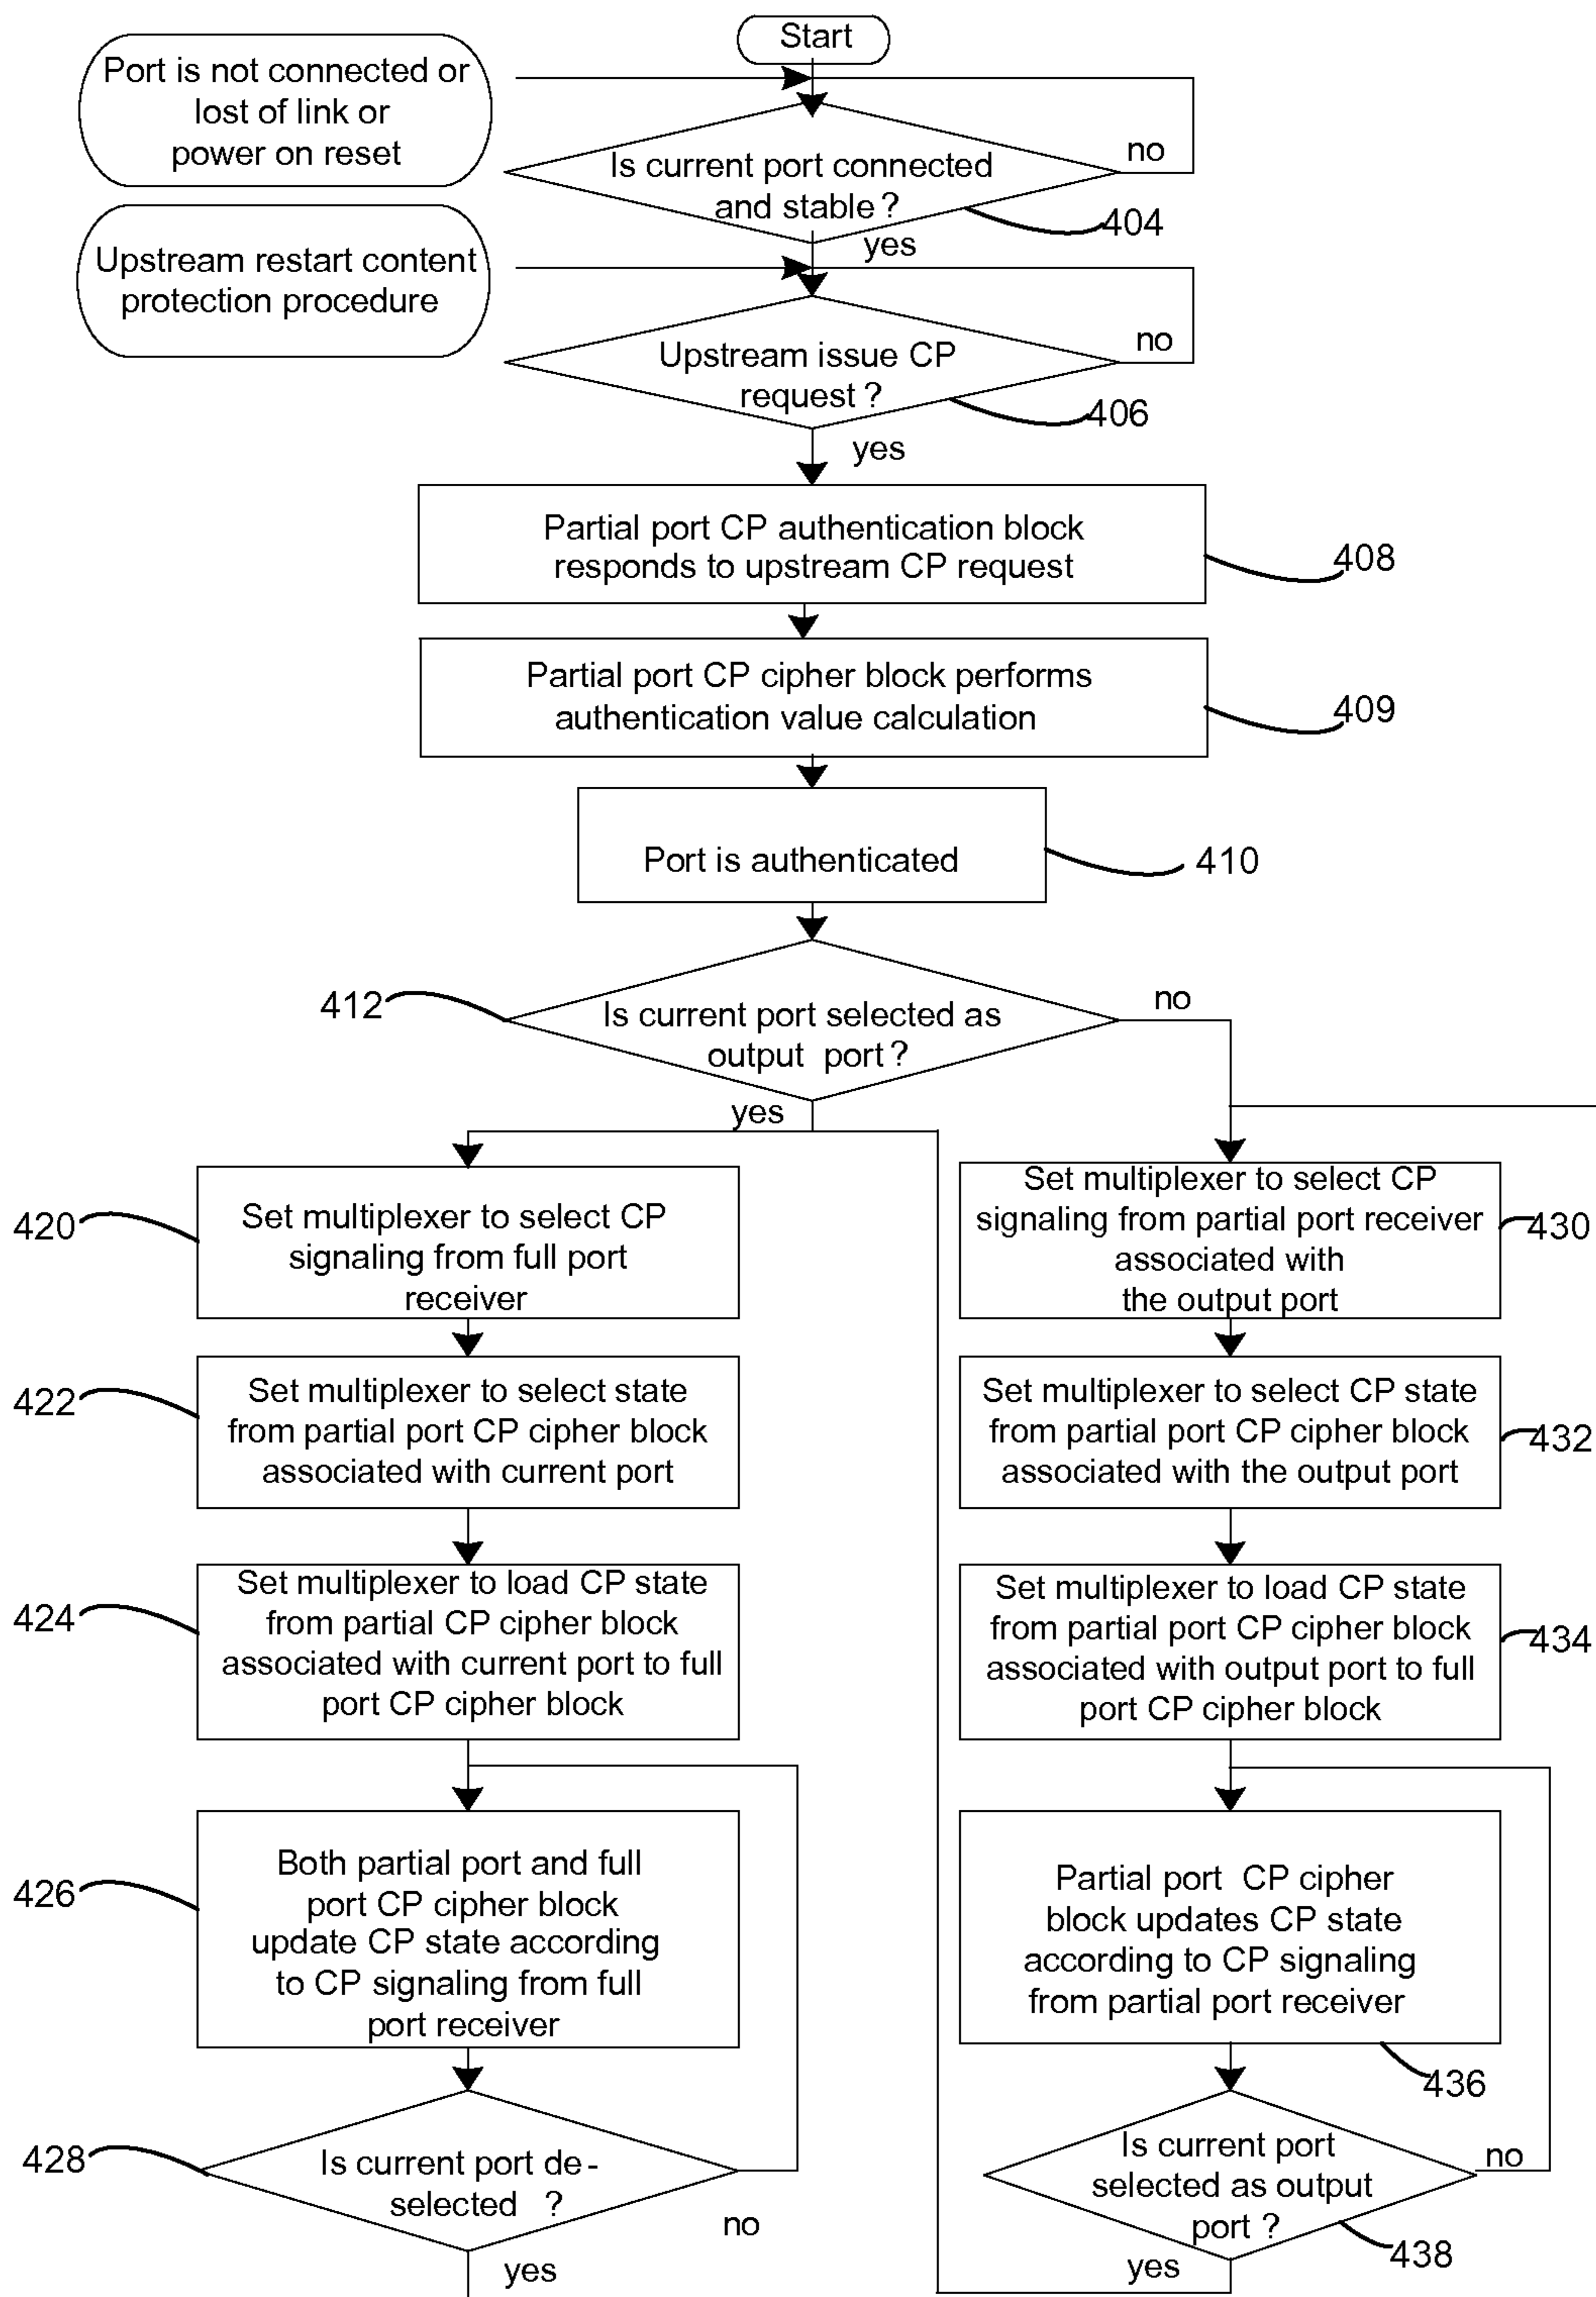 Start
Port is not connected or
lost of link or
power on reset
Is current port connected
and stable ?
no
404
yes
Upstream restart content
protection procedure
Upstream issue CP
request ?
no
406
yes
Partial port CP authentication block
responds to upstream CP request
408
Partial port CP cipher block performs
authentication value calculation
409
Port is authenticated
410
412
Is current port selected as
output port ?
no
yes
420
Set multiplexer to select CP
signaling from full port
receiver
Set multiplexer to select CP
signaling from partial port receiver
associated with
the output port
430
422
Set multiplexer to select state
from partial port CP cipher block
associated with current port
Set multiplexer to select CP state
from partial port CP cipher block
associated with the output port
432
424
Set multiplexer to load CP state
from partial CP cipher block
associated with current port to full
port CP cipher block
Set multiplexer to load CP state
from partial port CP cipher block
associated with output port to full
port CP cipher block
434
426
Both partial port and full
port CP cipher block
update CP state according
to CP signaling from full
port receiver
Partial port CP cipher
block updates CP state
according to CP signaling
from partial port receiver
436
428
Is current port de-
selected ?
no
yes
Is current port
selected as output
port ?
no
438
yes